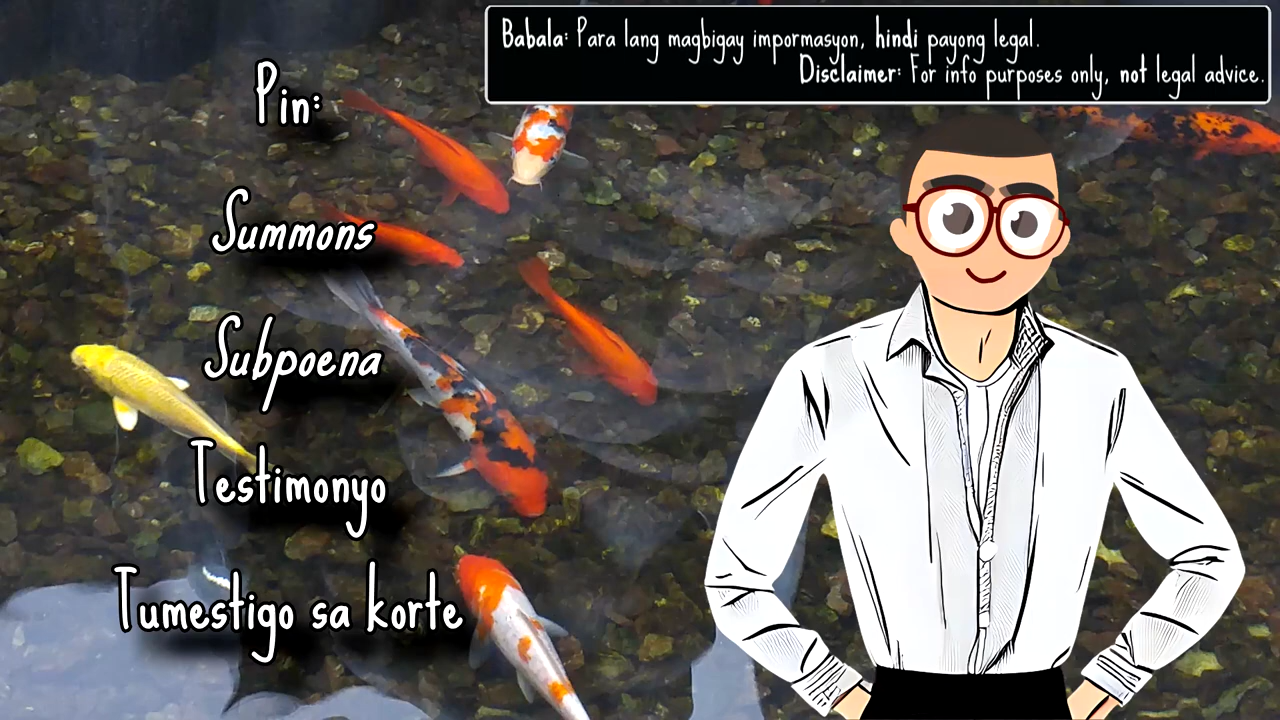 Babala: Para lang magbigay impormasyon, hindi payong legal.
Disclaimer: For info purposes only, not legal advice.
Pin:
Summons
Subpoena
Testimonyo
Tumestigo sa korte